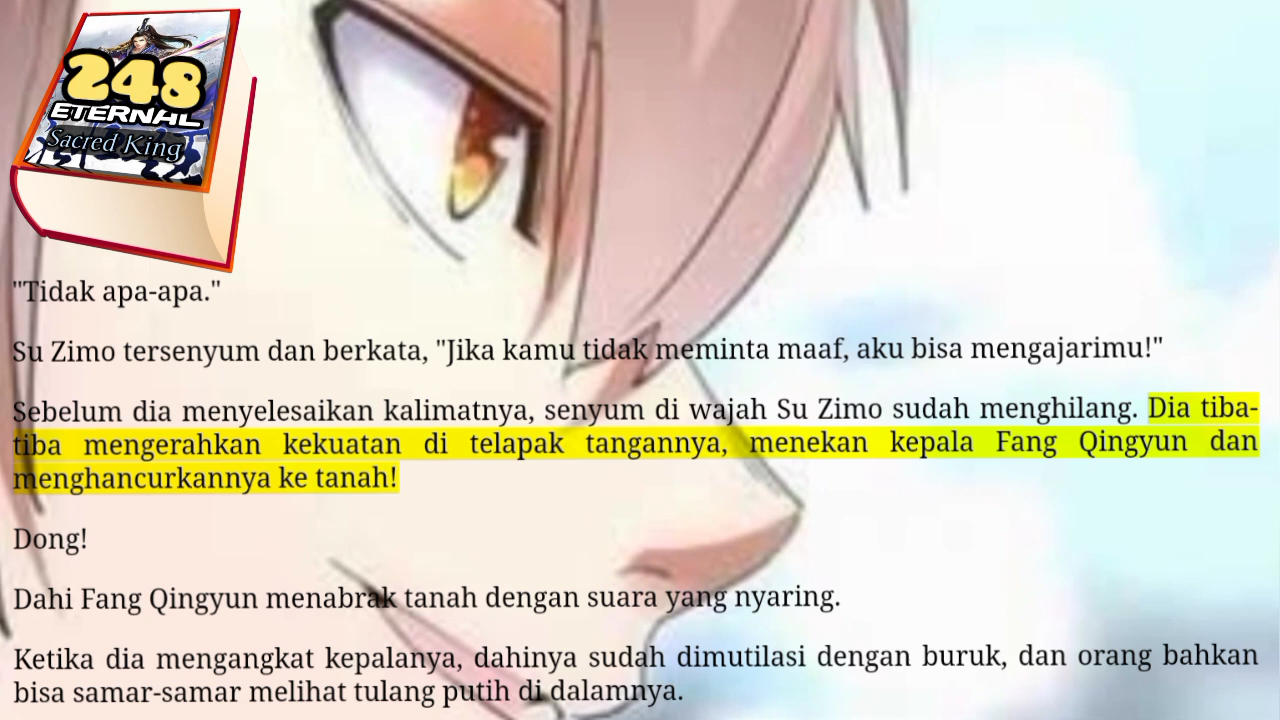 248
ETERNAL
Sacred King
"Tidak apa-apa."
Su Zimo tersenyum dan berkata, "Jika kamu tidak meminta maaf, aku bisa mengajarimu!"
Sebelum dia menyelesaikan kalimatnya, senyum di wajah Su Zimo sudah menghilang. Dia tiba-
tiba mengerahkan kekuatan di telapak tangannya, menekan kepala Fang Qingyun dan
menghancurkannya ke tanah!
Dong!
Dahi Fang Qingyun menabrak tanah dengan suara yang nyaring.
Ketika dia mengangkat kepalanya, dahinya sudah dimutilasi dengan buruk, dan orang bahkan
bisa samar-samar melihat tulang putih di dalamnya.